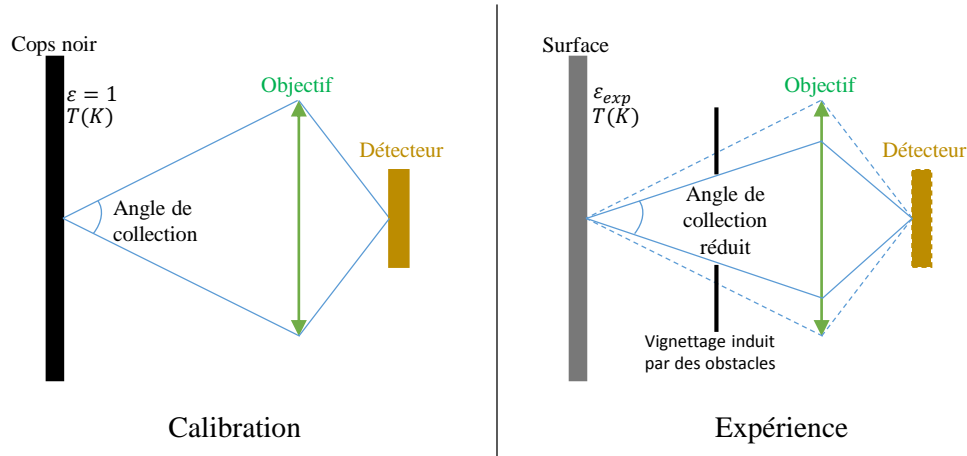 Cops noir
ε = 1
T(K)
Objectif
Détecteur
Angle de
collection
Calibration
Surface
ε_exp
T(K)
Objectif
Détecteur
Angle de
collection
réduit
Vignettage induit
par des obstacles
Expérience